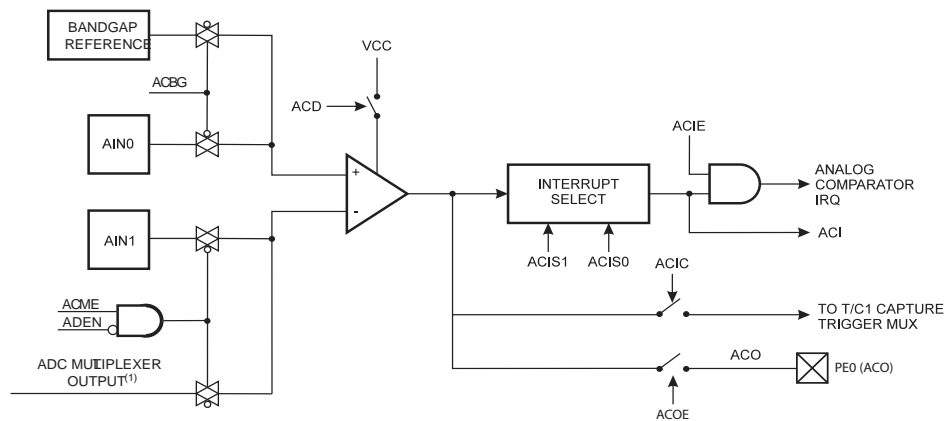 BANDGAP
REFERENCE
VCC
ACBG
ACD
AIN0
ACIE
+
-
INTERRUPT
SELECT
ANALOG
COMPARATOR
IRQ
AIN1
ACI
ACIS1
ACIS0
ACIC
ACME
ADEN
TO T/C1 CAPTURE
TRIGGER MUX
ADC MULTIPLEXER
OUTPUT(1)
ACO
PE0 (ACO)
ACOE